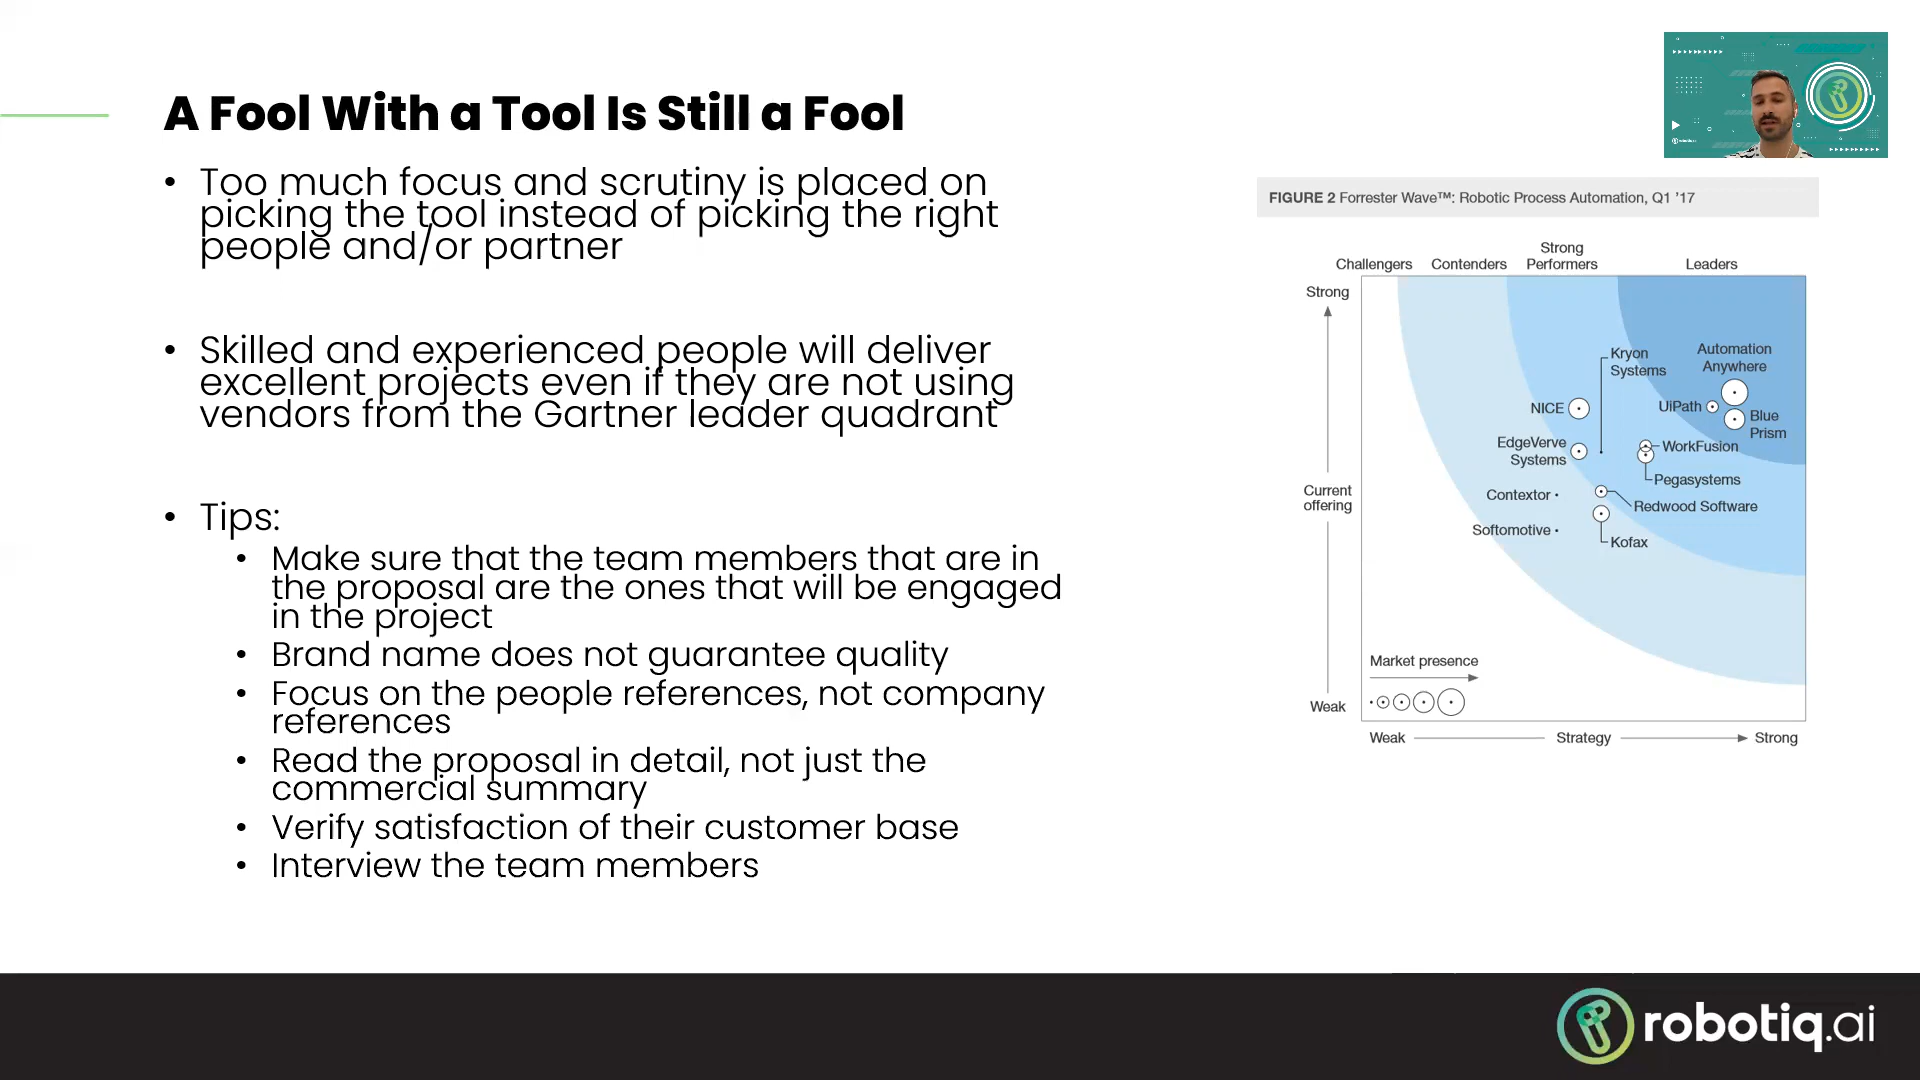 A Fool With a Tool Is Still a Fool
• Too much focus and scrutiny is placed on
picking the tool instead of picking the right
people and/or partner
• Skilled and experienced people will deliver
excellent projects even if they are not using
vendors from the Gartner leader quadrant
• Tips:
• Make sure that the team members that are in
the proposal are the ones that will be engaged
in the project
• Brand name does not guarantee quality
• Focus on the people references, not company
references
• Read the proposal in detail, not just the
commercial summary
• Verify satisfaction of their customer base
• Interview the team members
FIGURE 2 Forrester Wave™: Robotic Process Automation, Q1 ’17
Challengers
Contenders
Strong
Performers
Leaders
Strong
Current
offering
Weak
Kryon
Systems
Automation
Anywhere
NICE
UiPath
Blue
Prism
EdgeVerve
Systems
WorkFusion
Pegasystems
Contextor
Redwood Software
Softomotive
Kofax
Market presence
Weak
Strategy
Strong
robotiq.ai